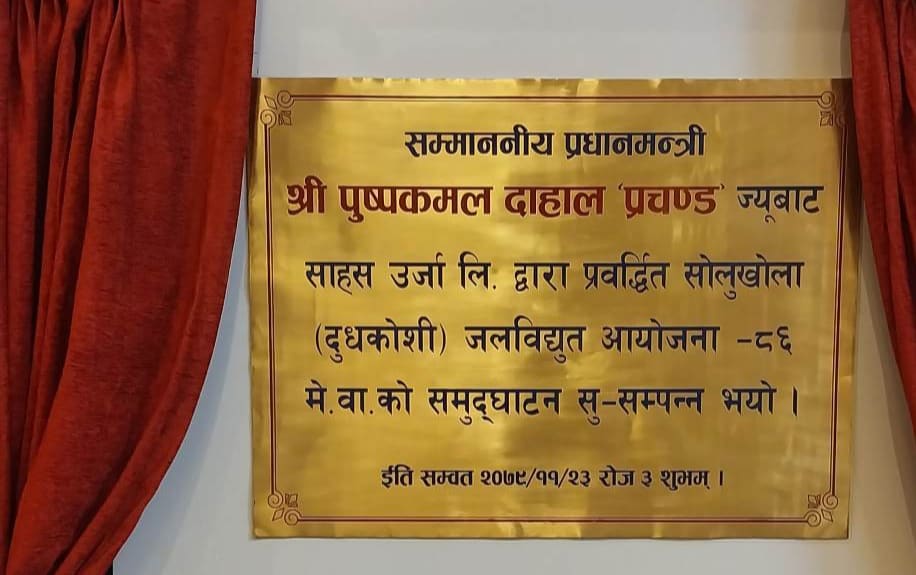 सम्माननीय प्रधानमन्त्री
श्री पुष्पकमल दाहाल 'प्रचण्ड' ज्यूबाट
साहस उर्जा लि. द्वारा प्रवर्द्धित सोलुखोला
(दुधकोशी) जलविद्युत आयोजना -८६
मे.वा.को समुद्घाटन सु-सम्पन्न भयो ।
ईति सम्वत २०७९/११/२३ रोज ३ शुभम् ।